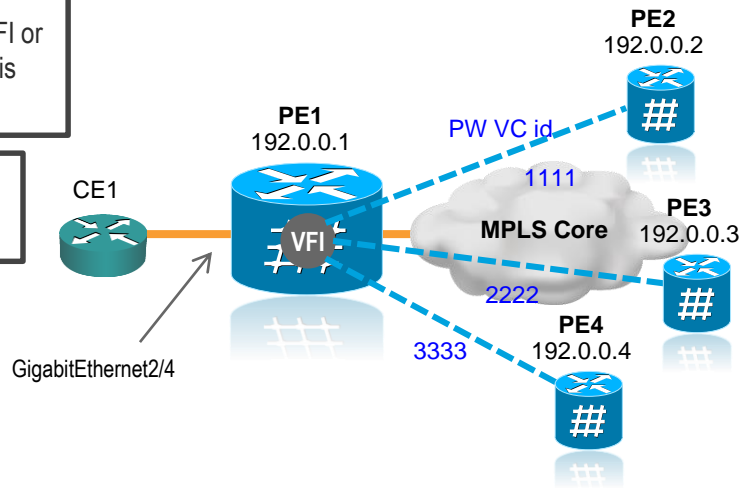 FI or
is
PE2
192.0.0.2
PE1
192.0.0.1
PW VC id
1111
CE1
VFI
MPLS Core
PE3
192.0.0.3
2222
PE4
192.0.0.4
3333
GigabitEthernet2/4